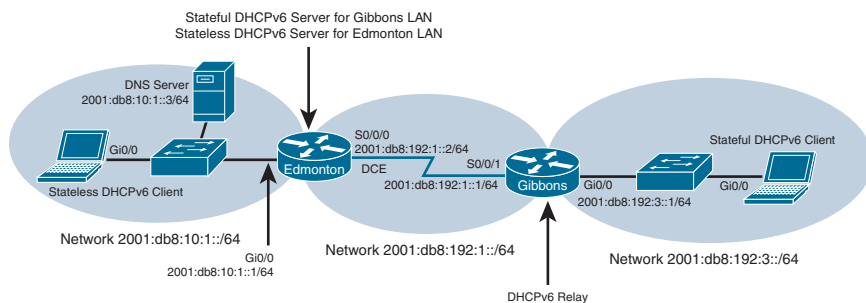 Stateful DHCPv6 Server for Gibbons LAN
Stateless DHCPv6 Server for Edmonton LAN
DNS Server
2001:db8:10:1::3/64
Gi0/0
Stateless DHCPv6 Client
Edmonton
S0/0/0
2001:db8:192:1::2/64
DCE
S0/0/1
2001:db8:192:1::1/64
Gibbons
Gi0/0
2001:db8:192:3::1/64
Stateful DHCPv6 Client
Gi0/0
Network 2001:db8:10:1::/64
Gi0/0
2001:db8:10:1::1/64
Network 2001:db8:192:1::/64
Network 2001:db8:192:3::/64
DHCPv6 Relay